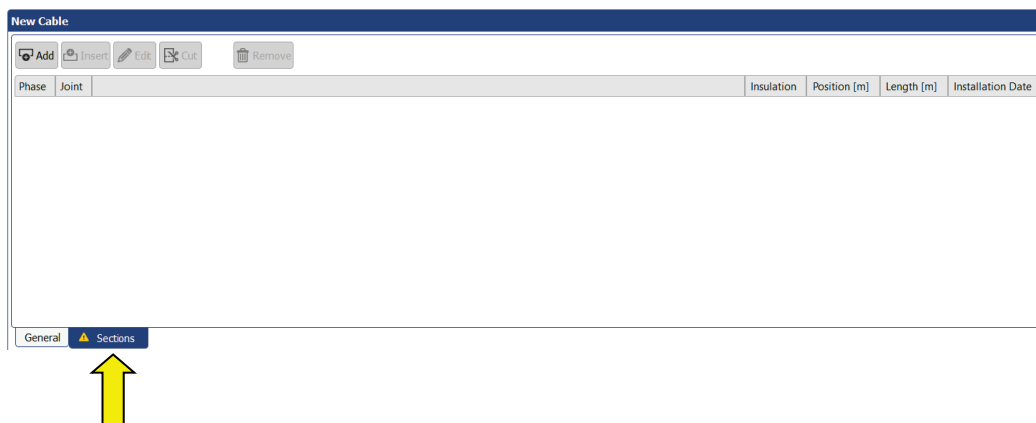 New Cable
Add Insert Edit Cut Remove
Phase Joint Insulation Position [m] Length [m] Installation Date
General Sections